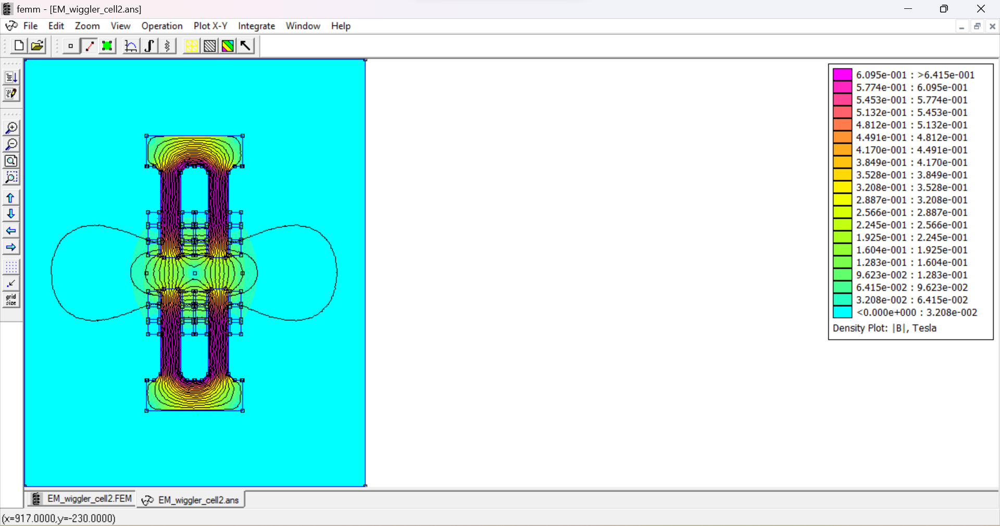 femm - [EM_wiggler_cell2.ans]
File Edit Zoom View Operation Plot X-Y Integrate Window Help
6.095e-001 : >6.415e-001
5.774e-001 : 6.095e-001
5.453e-001 : 5.774e-001
5.132e-001 : 5.453e-001
4.812e-001 : 5.132e-001
4.491e-001 : 4.812e-001
4.170e-001 : 4.491e-001
3.849e-001 : 4.170e-001
3.528e-001 : 3.849e-001
3.208e-001 : 3.528e-001
2.887e-001 : 3.208e-001
2.566e-001 : 2.887e-001
2.245e-001 : 2.566e-001
1.925e-001 : 2.245e-001
1.604e-001 : 1.925e-001
1.283e-001 : 1.604e-001
9.623e-002 : 1.283e-001
6.415e-002 : 9.623e-002
3.208e-002 : 6.415e-002
<0.000e+000 : 3.208e-002
Density Plot: |B|, Tesla
grid
size
EM_wiggler_cell2.FEM
EM_wiggler_cell2.ans
(x=917.0000,y=-230.0000)